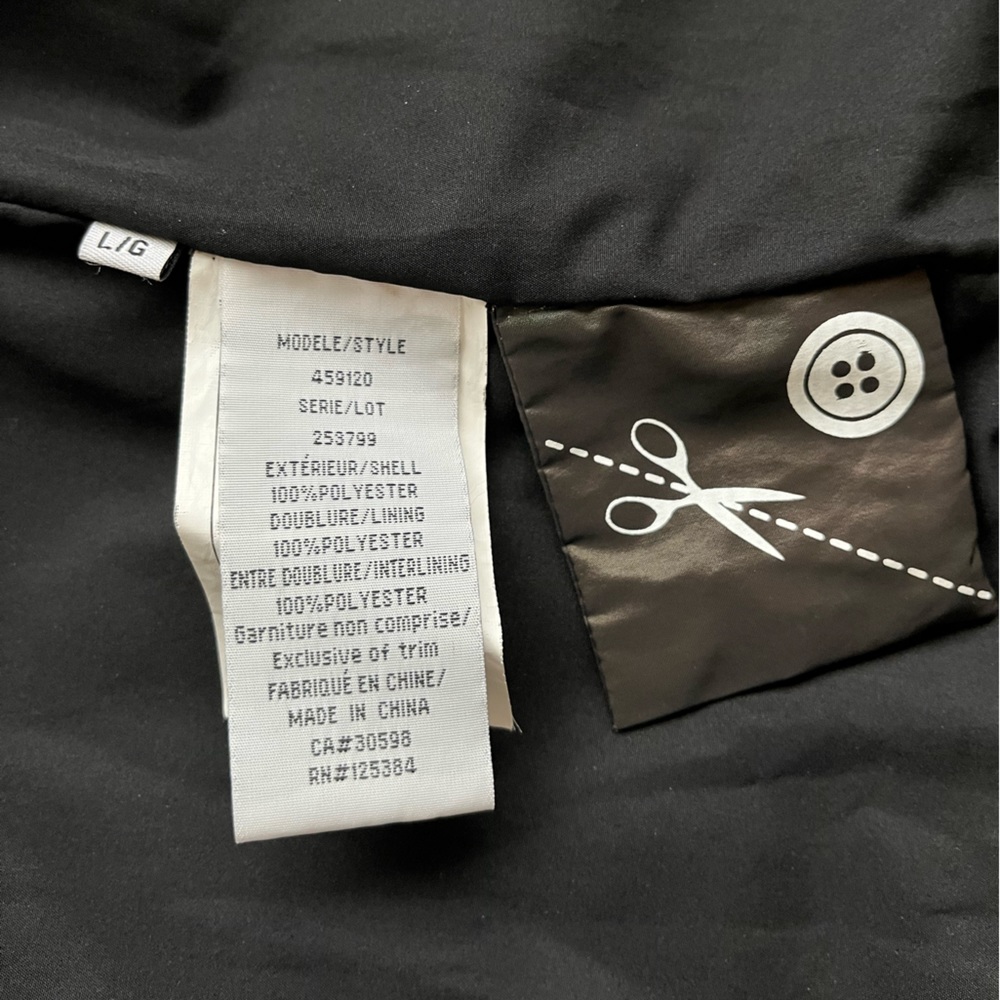 L/G
MODELE/STYLE
459120
SERIE/LOT
253799
EXTÉRIEUR/SHELL
100%POLYESTER
DOUBLURE/LINING
100%POLYESTER
ENTRE DOUBLURE/INTERLINING
100%POLYESTER
Garniture non comprise/
Exclusive of trim
FABRIQUÉ EN CHINE/
MADE IN CHINA
CA#30598
RN#125384